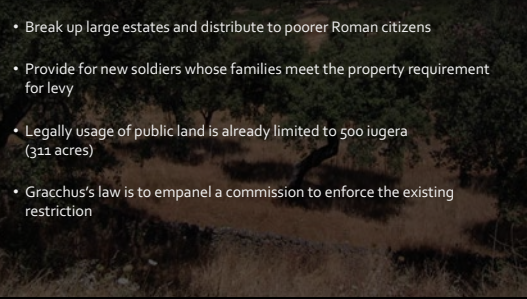 • Break up large estates and distribute to poorer Roman citizens
• Provide for new soldiers whose families meet the property requirement
for levy
• Legally usage of public land is already limited to 500 iugera
(311 acres)
• Gracchus's law is to empanel a commission to enforce the existing
restriction